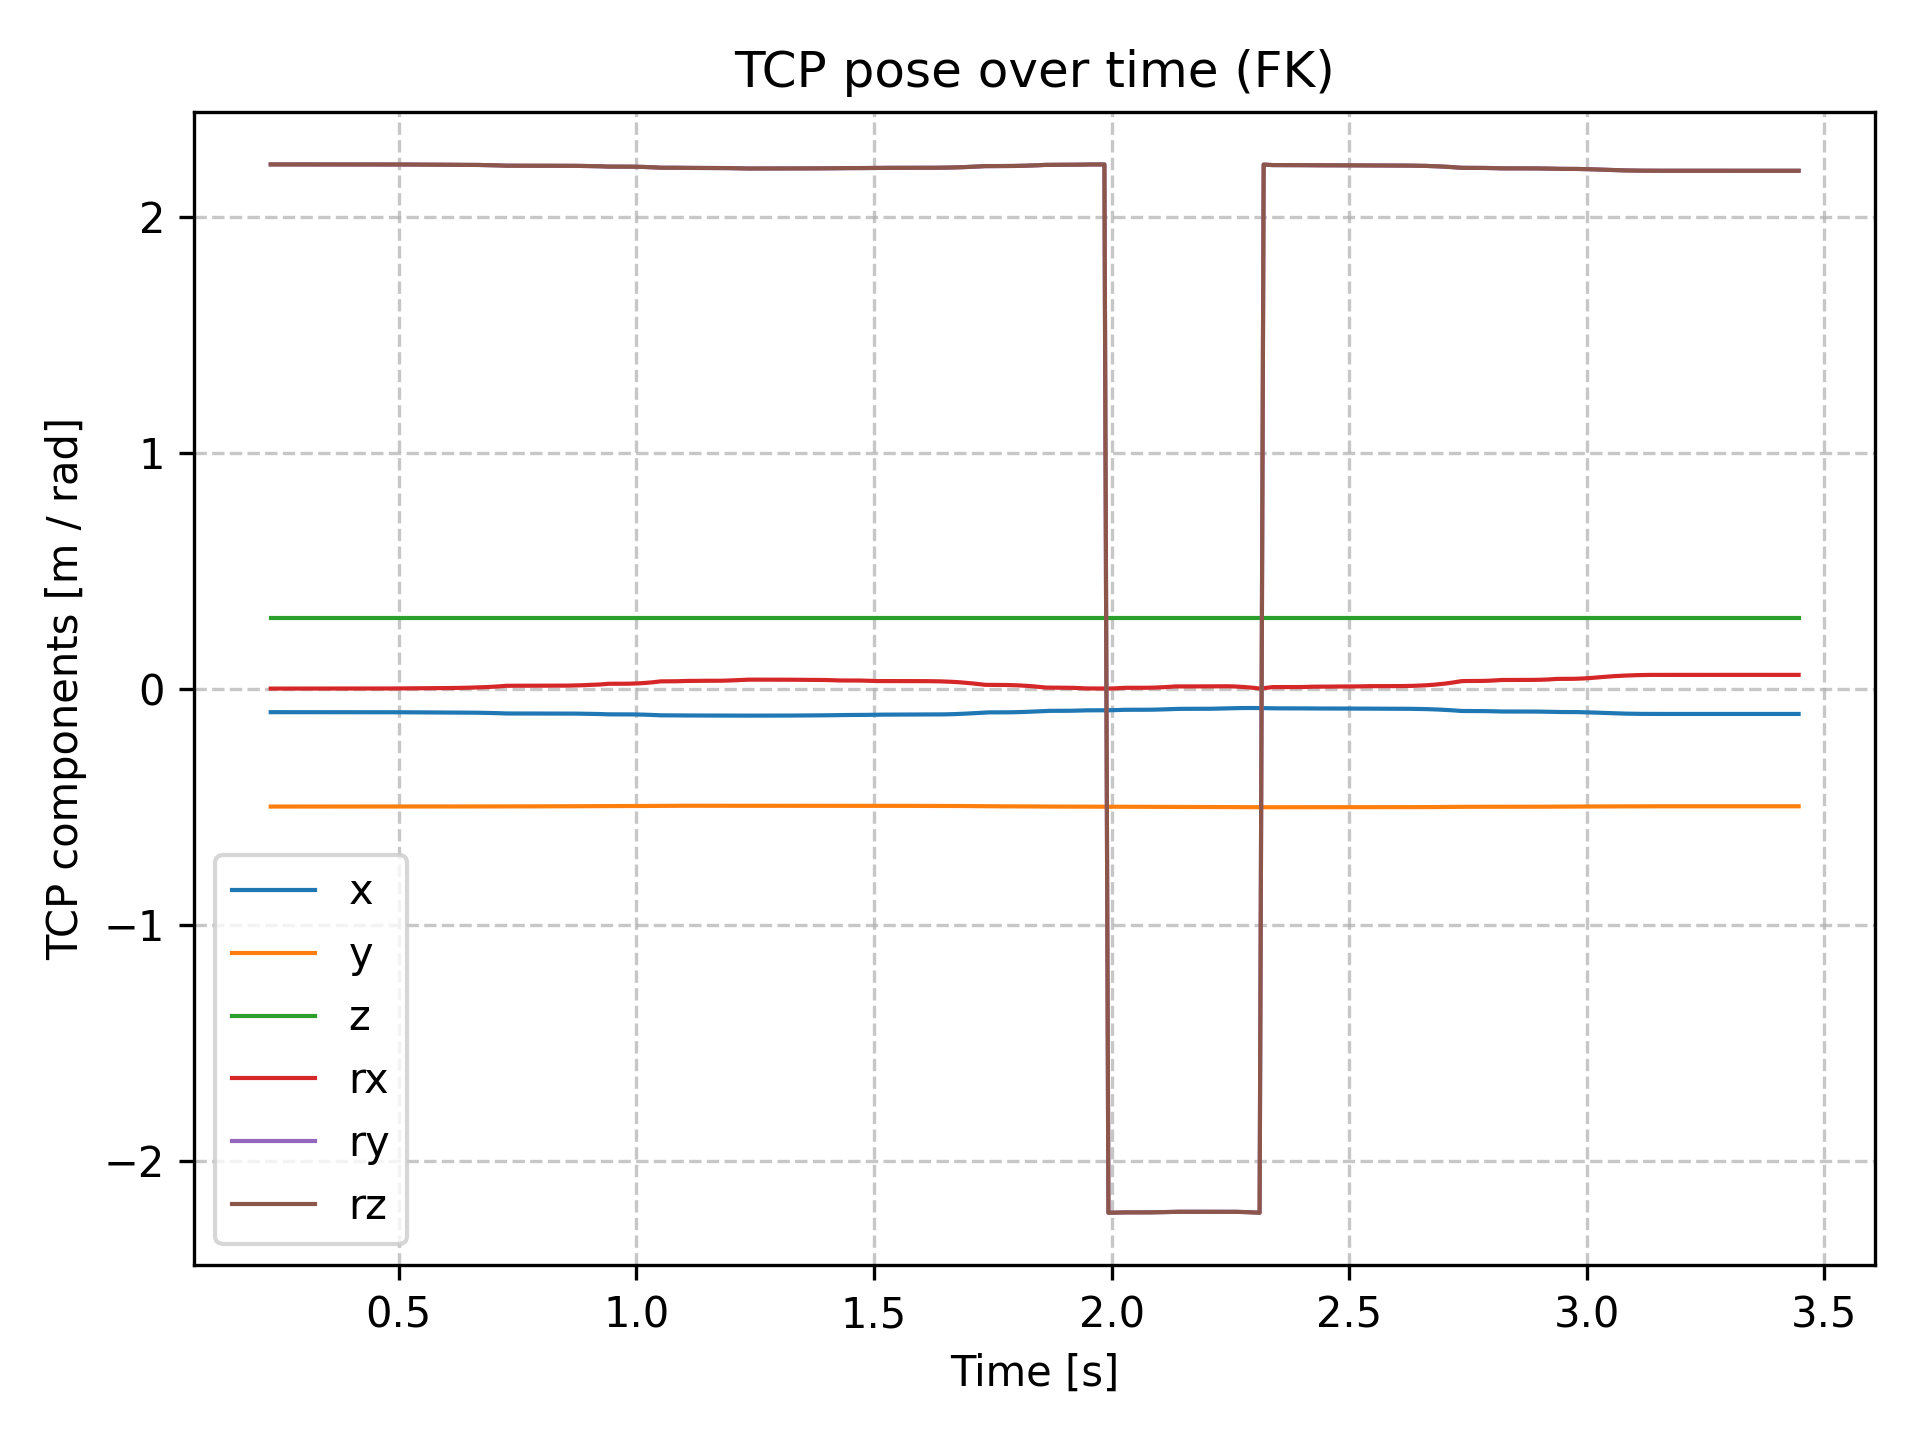 TCP pose over time (FK)
TCP components [m / rad]
2
1
0
−1
−2
x
y
z
rx
ry
rz
0.5 1.0 1.5 2.0 2.5 3.0 3.5
Time [s]